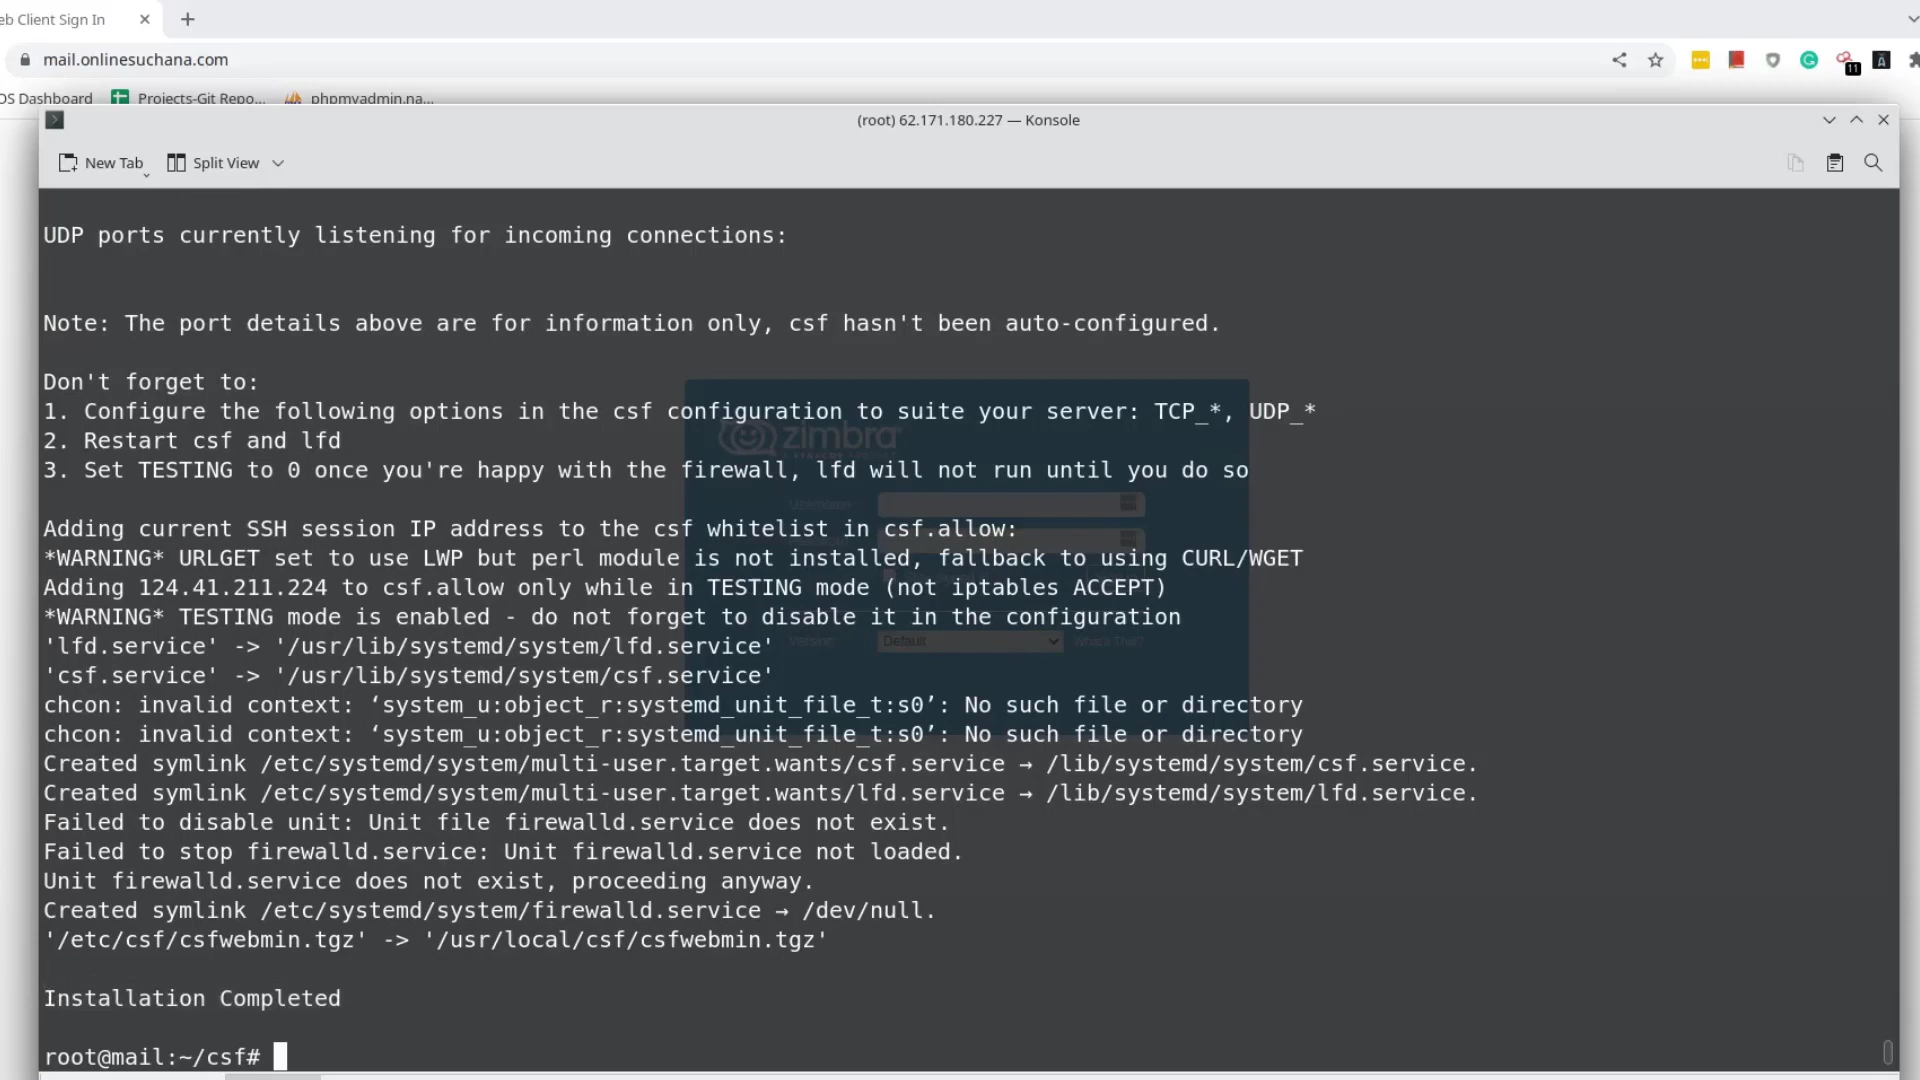 eb Client Sign In
mail.onlinesuchana.com
11
OS Dashboard
Projects-Git Repo...
phpmyadmin.na...
(root) 62.171.180.227 — Konsole
New Tab
Split View
UDP ports currently listening for incoming connections:
Note: The port details above are for information only, csf hasn't been auto-configured.
Don't forget to:
1. Configure the following options in the csf configuration to suite your server: TCP_*, UDP_*
zimbra
2. Restart csf and lfd
3. Set TESTING to 0 once you're happy with the firewall, lfd will not run until you do so
Username:
Adding current SSH session IP address to the csf whitelist in csf.allow:
*WARNING* URLGET set to use LWP but perl module is not installed, fallback to using CURL/WGET
Adding 124.41.211.224 to csf.allow only while in TESTING mode (not iptables ACCEPT)
*WARNING* TESTING mode is enabled - do not forget to disable it in the configuration
Version: Default What's This?
'lfd.service' -> '/usr/lib/systemd/system/lfd.service'
'csf.service' -> '/usr/lib/systemd/system/csf.service'
chcon: invalid context: ‘system_u:object_r:systemd_unit_file_t:s0’: No such file or directory
chcon: invalid context: ‘system_u:object_r:systemd_unit_file_t:s0’: No such file or directory
Created symlink /etc/systemd/system/multi-user.target.wants/csf.service → /lib/systemd/system/csf.service.
Created symlink /etc/systemd/system/multi-user.target.wants/lfd.service → /lib/systemd/system/lfd.service.
Failed to disable unit: Unit file firewalld.service does not exist.
Failed to stop firewalld.service: Unit firewalld.service not loaded.
Unit firewalld.service does not exist, proceeding anyway.
Created symlink /etc/systemd/system/firewalld.service → /dev/null.
'/etc/csf/csfwebmin.tgz' -> '/usr/local/csf/csfwebmin.tgz'
Installation Completed
root@mail:~/csf#